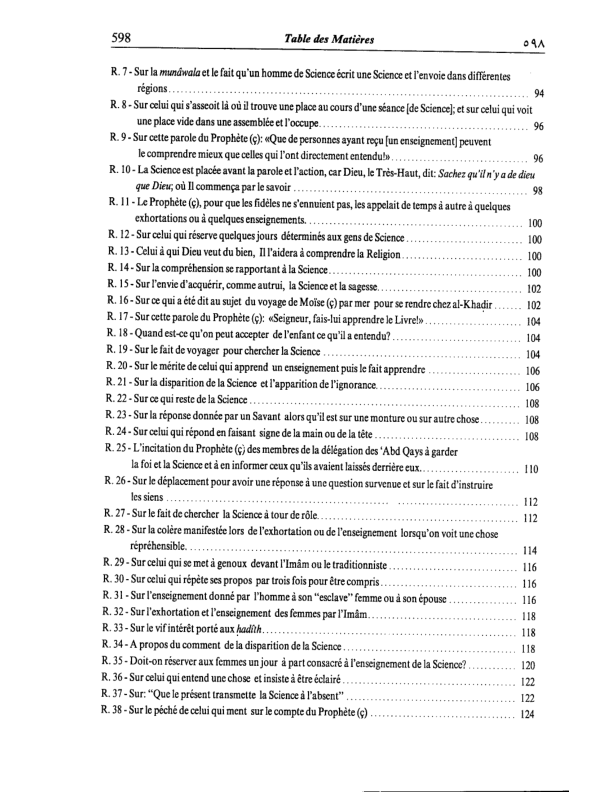 598 Table des Matières ٥٩٨
R. 7 - Sur la munâwala et le fait qu'un homme de Science écrit une Science et l'envoie dans différentes
régions.......... 94
R. 8 - Sur celui qui s'asseoit là où il trouve une place au cours d'une séance [de Science]; et sur celui qui voit
une place vide dans une assemblée et l'occupe.......... 96
R. 9 - Sur cette parole du Prophète (ç): «Que de personnes ayant reçu [un enseignement] peuvent
le comprendre mieux que celles qui l'ont directement entendu!».......... 96
R. 10 - La Science est placée avant la parole et l'action, car Dieu, le Très-Haut, dit: Sachez qu'il n'y a de dieu
que Dieu; où Il commença par le savoir .......... 98
R. 11 - Le Prophète (ç), pour que les fidèles ne s'ennuient pas, les appelait de temps à autre à quelques
exhortations ou à quelques enseignements. .......... 100
R. 12 - Sur celui qui réserve quelques jours déterminés aux gens de Science .......... 100
R. 13 - Celui à qui Dieu veut du bien, Il l'aidera à comprendre la Religion .......... 100
R. 14 - Sur la compréhension se rapportant à la Science .......... 100
R. 15 - Sur l'envie d'acquérir, comme autrui, la Science et la sagesse.......... 102
R. 16 - Sur ce qui a été dit au sujet du voyage de Moïse (ç) par mer pour se rendre chez al-Khaḍir ....... 102
R. 17 - Sur cette parole du Prophète (ç): «Seigneur, fais-lui apprendre le Livre!» .......... 104
R. 18 - Quand est-ce qu'on peut accepter de l'enfant ce qu'il a entendu? .......... 104
R. 19 - Sur le fait de voyager pour chercher la Science .......... 104
R. 20 - Sur le mérite de celui qui apprend un enseignement puis le fait apprendre .......... 106
R. 21 - Sur la disparition de la Science et l'apparition de l'ignorance. .......... 106
R. 22 - Sur ce qui reste de la Science .......... 108
R. 23 - Sur la réponse donnée par un Savant alors qu'il est sur une monture ou sur autre chose .......... 108
R. 24 - Sur celui qui répond en faisant signe de la main ou de la tête .......... 108
R. 25 - L'incitation du Prophète (ç) des membres de la délégation des 'Abd Qays à garder
la foi et la Science et à en informer ceux qu'ils avaient laissés derrière eux. .......... 110
R. 26 - Sur le déplacement pour avoir une réponse à une question survenue et sur le fait d'instruire
les siens .......... 112
R. 27 - Sur le fait de chercher la Science à tour de rôle. .......... 112
R. 28 - Sur la colère manifestée lors de l'exhortation ou de l'enseignement lorsqu'on voit une chose
répréhensible. .......... 114
R. 29 - Sur celui qui se met à genoux devant l'Imâm ou le traditionniste .......... 116
R. 30 - Sur celui qui répète ses propos par trois fois pour être compris .......... 116
R. 31 - Sur l'enseignement donné par l'homme à son "esclave" femme ou à son épouse .......... 116
R. 32 - Sur l'exhortation et l'enseignement des femmes par l'Imâm .......... 118
R. 33 - Sur le vif intérêt porté aux hadîth .......... 118
R. 34 - A propos du comment de la disparition de la Science .......... 118
R. 35 - Doit-on réserver aux femmes un jour à part consacré à l'enseignement de la Science? .......... 120
R. 36 - Sur celui qui entend une chose et insiste à être éclairé .......... 122
R. 37 - Sur: "Que le présent transmette la Science à l'absent" .......... 122
R. 38 - Sur le péché de celui qui ment sur le compte du Prophète (ç) .......... 124